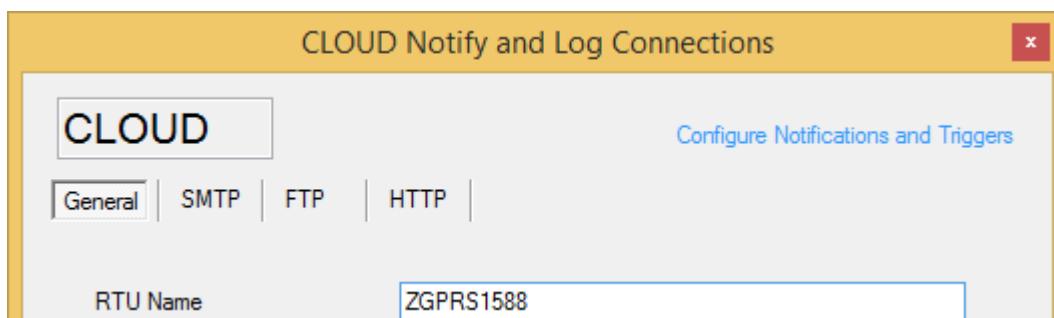 CLOUD Notify and Log Connections
x
CLOUD
Configure Notifications and Triggers
General SMTP FTP HTTP
RTU Name ZGPRS1588